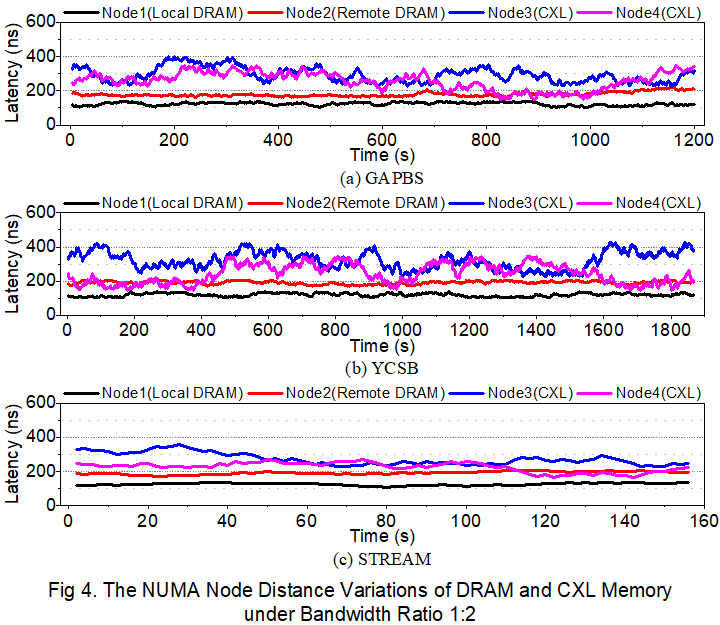 Node1(Local DRAM) Node2(Remote DRAM) Node3(CXL) Node4(CXL)
600
400
200
0
Latency (ns)
0 200 400 600 800 1000 1200
Time (s)
(a) GAPBS
Node1(Local DRAM) Node2(Remote DRAM) Node3(CXL) Node4(CXL)
600
400
200
0
Latency (ns)
0 200 400 600 800 1000 1200 1400 1600 1800
Time (s)
(b) YCSB
Node1(Local DRAM) Node2(Remote DRAM) Node3(CXL) Node4(CXL)
600
400
200
0
Latency (ns)
0 20 40 60 80 100 120 140 160
Time (s)
(c) STREAM
Fig 4. The NUMA Node Distance Variations of DRAM and CXL Memory
under Bandwidth Ratio 1:2